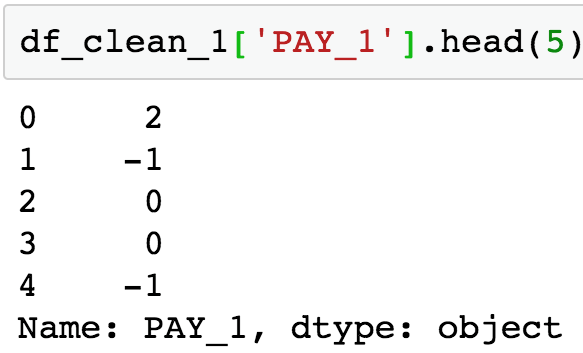 df_clean_1['PAY_1'].head(5)
0     2
1    -1
2     0
3     0
4    -1
Name: PAY_1, dtype: object